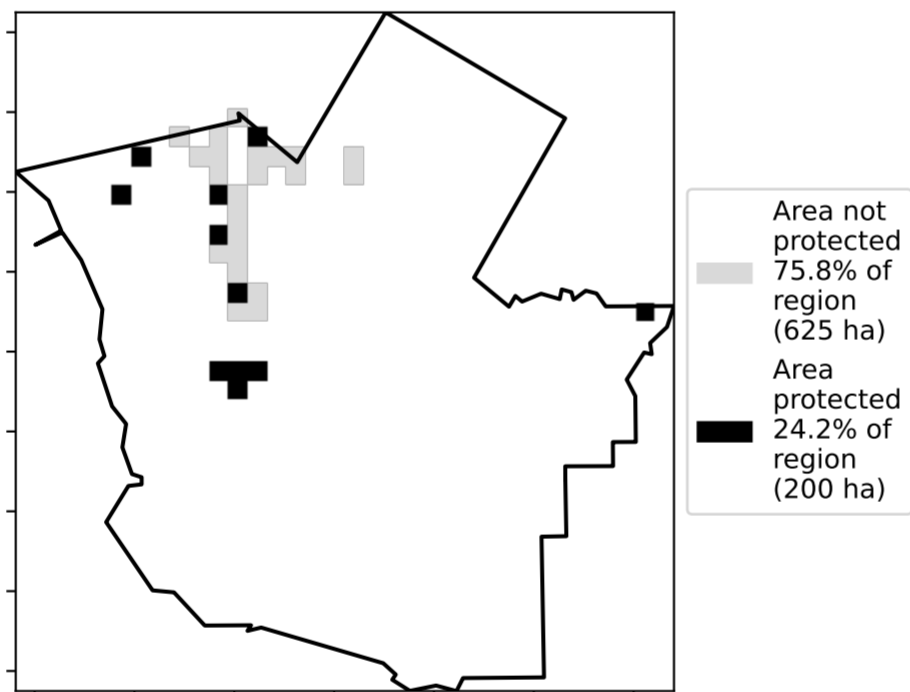 Area not
protected
75.8% of
region
(625 ha)
Area
protected
24.2% of
region
(200 ha)